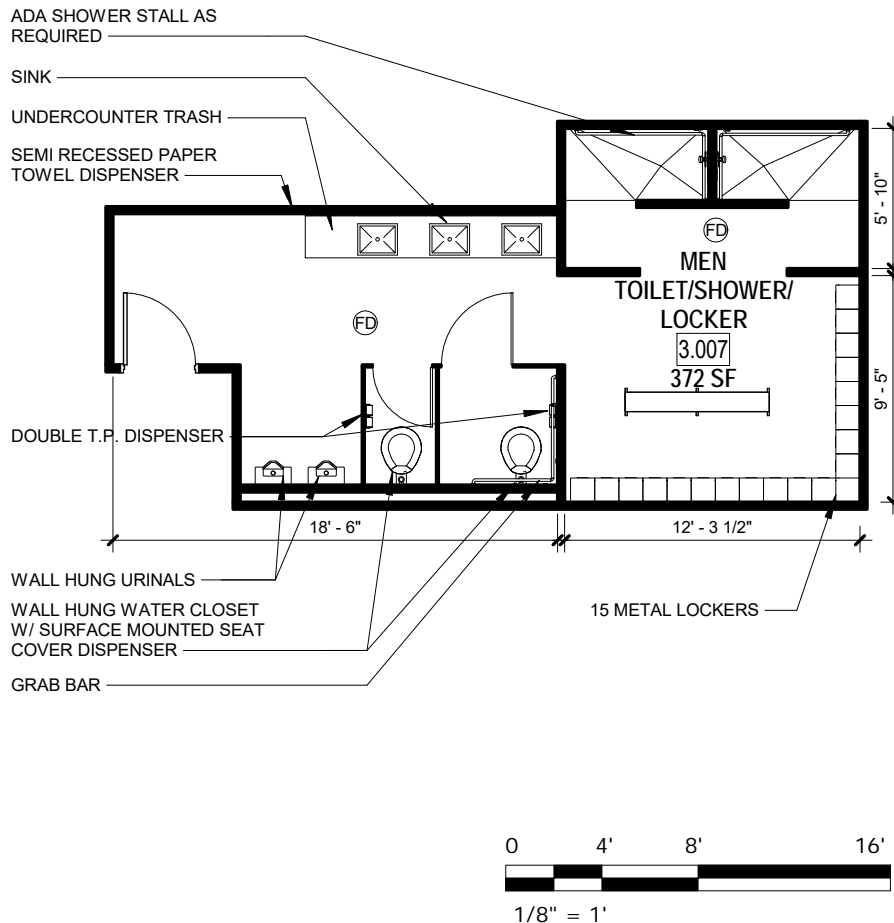 ADA SHOWER STALL AS
REQUIRED
SINK
UNDERCOUNTER TRASH
SEMI RECESSED PAPER
TOWEL DISPENSER
5' - 10"
FD
MEN
TOILET/SHOWER/
LOCKER
3.007
372 SF
FD
9' - 5"
DOUBLE T.P. DISPENSER
18' - 6"
12' - 3 1/2"
WALL HUNG URINALS
WALL HUNG WATER CLOSET
W/ SURFACE MOUNTED SEAT
COVER DISPENSER
15 METAL LOCKERS
GRAB BAR
0 4' 8' 16'
1/8" = 1'